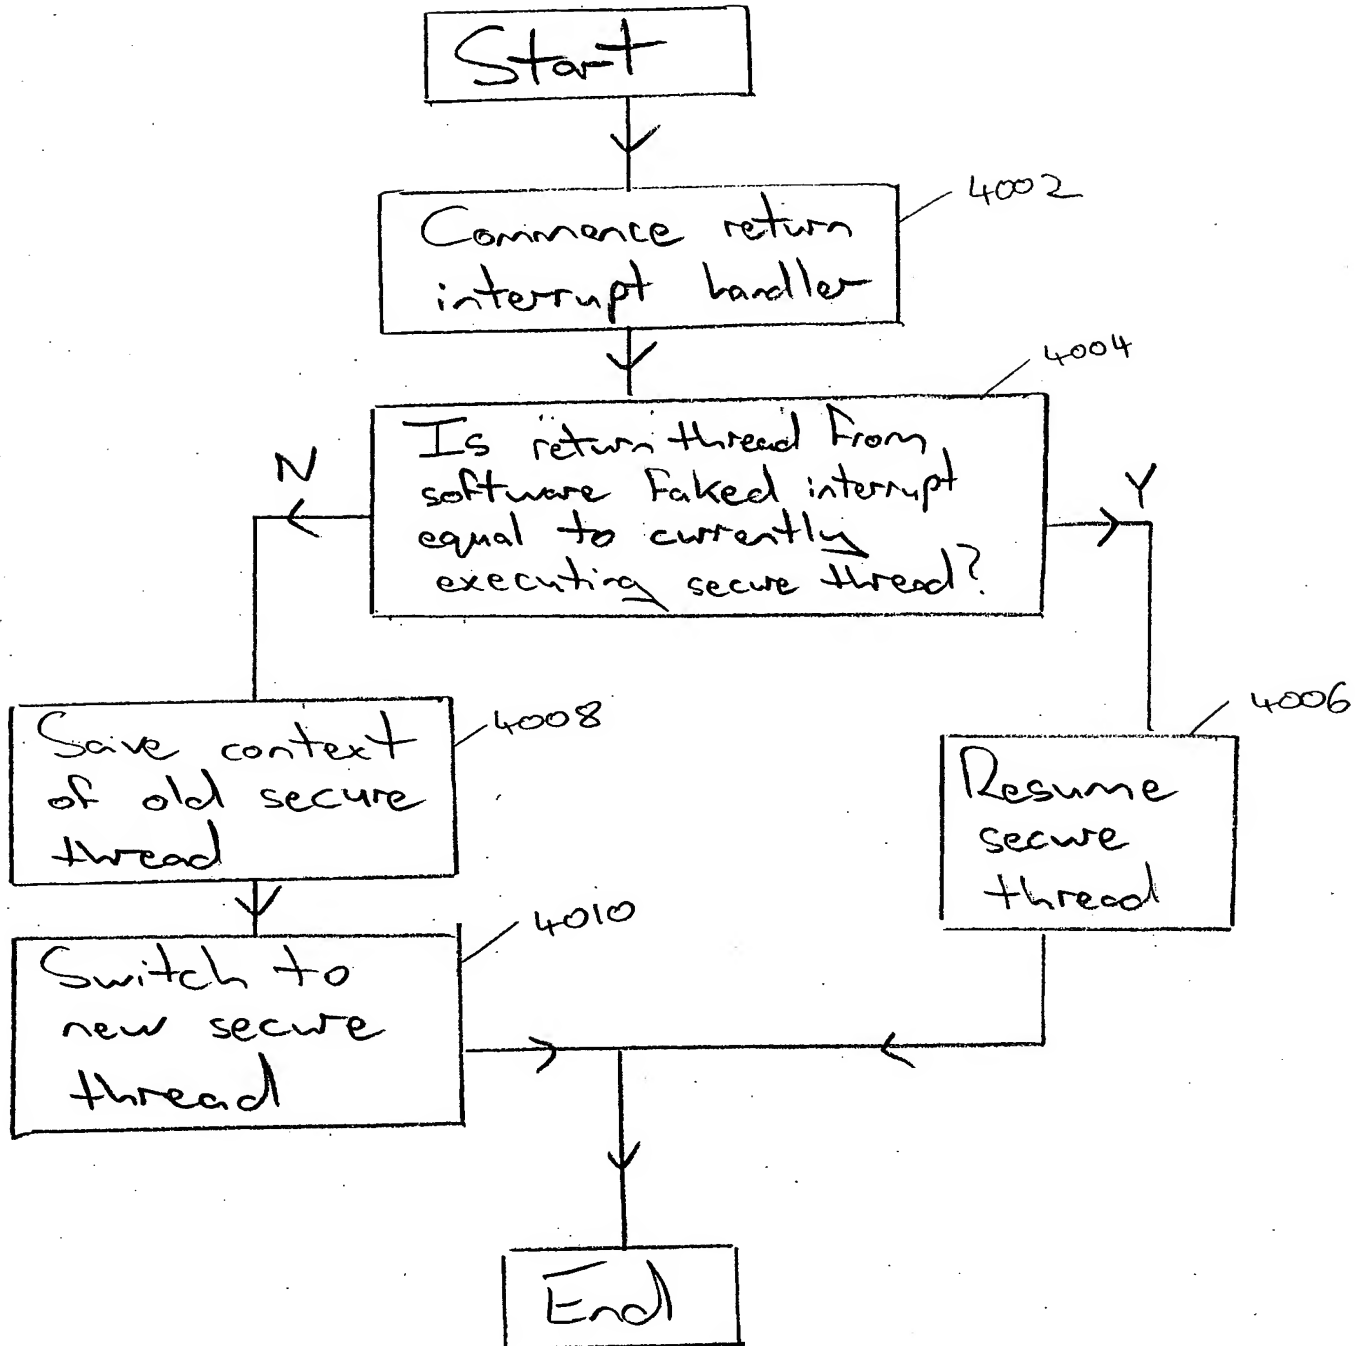 Start
Commence return
interrupt handler
4002
4004
Is return thread from
software faked interrupt
equal to currently
executing secure thread?
N
Y
Save context
of old secure
thread
4008
4006
Resume
secure
thread
Switch to
new secure
thread
4010
End